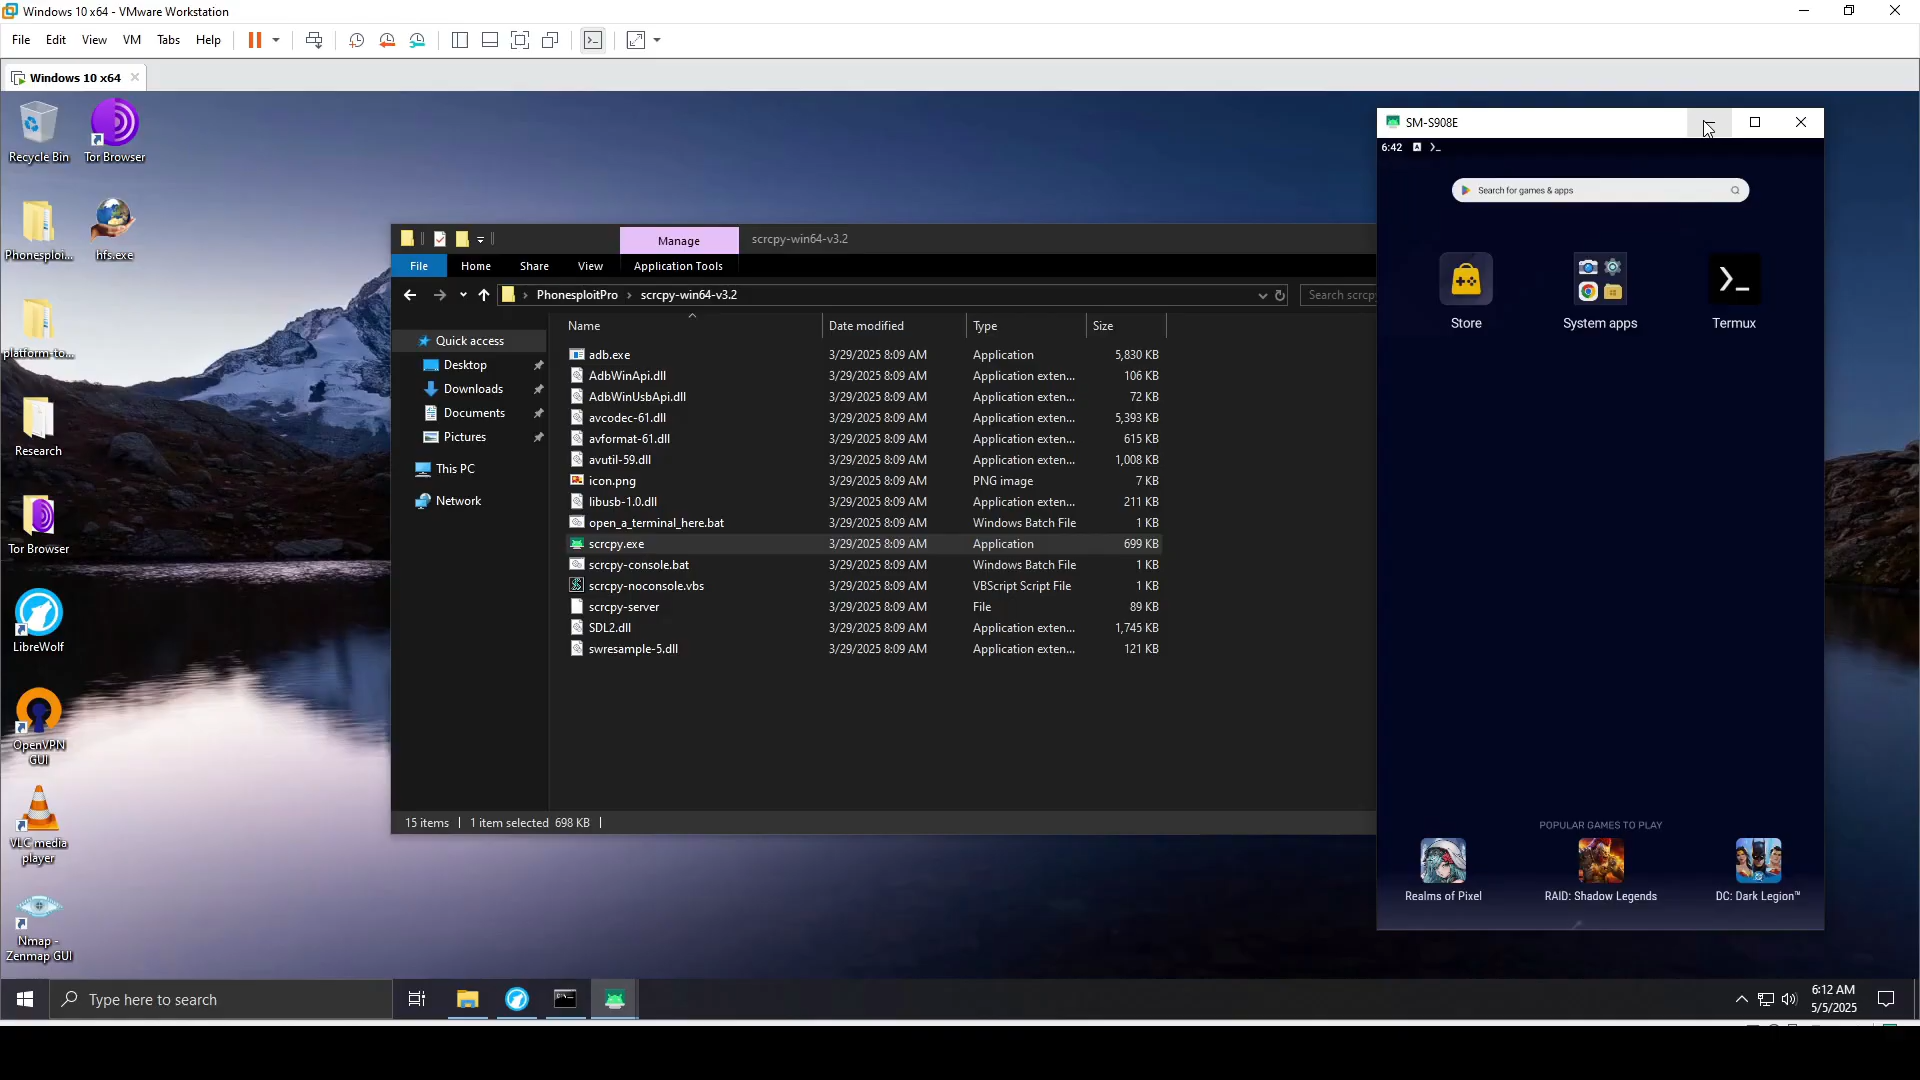 Windows 10 x64 - VMware Workstation
File Edit View VM Tabs Help
Windows 10 x64
Recycle Bin
Tor Browser
Phonesploi...
hfs.exe
platform-to...
Research
Tor Browser
LibreWolf
OpenVPN
GUI
VLC media
player
Nmap -
Zenmap GUI
Manage
scrcpy-win64-v3.2
File Home Share View Application Tools
PhonesploitPro > scrcpy-win64-v3.2
Search scrcp
Quick access
Desktop
Downloads
Documents
Pictures
This PC
Network
Name Date modified Type Size
adb.exe 3/29/2025 8:09 AM Application 5,830 KB
AdbWinApi.dll 3/29/2025 8:09 AM Application exten... 106 KB
AdbWinUsbApi.dll 3/29/2025 8:09 AM Application exten... 72 KB
avcodec-61.dll 3/29/2025 8:09 AM Application exten... 5,393 KB
avformat-61.dll 3/29/2025 8:09 AM Application exten... 615 KB
avutil-59.dll 3/29/2025 8:09 AM Application exten... 1,008 KB
icon.png 3/29/2025 8:09 AM PNG image 7 KB
libusb-1.0.dll 3/29/2025 8:09 AM Application exten... 211 KB
open_a_terminal_here.bat 3/29/2025 8:09 AM Windows Batch File 1 KB
scrcpy.exe 3/29/2025 8:09 AM Application 699 KB
scrcpy-console.bat 3/29/2025 8:09 AM Windows Batch File 1 KB
scrcpy-noconsole.vbs 3/29/2025 8:09 AM VBScript Script File 1 KB
scrcpy-server 3/29/2025 8:09 AM File 89 KB
SDL2.dll 3/29/2025 8:09 AM Application exten... 1,745 KB
swresample-5.dll 3/29/2025 8:09 AM Application exten... 121 KB
15 items 1 item selected 698 KB
SM-S908E
6:42
Search for games & apps
Store
System apps
Termux
POPULAR GAMES TO PLAY
Realms of Pixel
RAID: Shadow Legends
DC: Dark Legion™
Type here to search
6:12 AM
5/5/2025